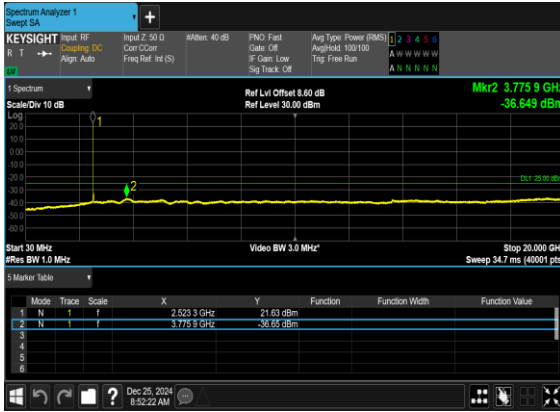 Spectrum Analyzer 1
Swept SA
+
KEYSIGHT Input: RF Input Z: 50 Ω #Atten: 40 dB PNO: Fast Avg Type: Power (RMS) 1 2 3 4 5 6
R T Coupling: DC Corr CCorr Gate: Off Avg|Hold: 100/100 A W W W W W
Align: Auto Freq Ref: Int (S) IF Gain: Low Trig: Free Run
Sig Track: Off A N N N N N
1 Spectrum Ref Lvl Offset 8.60 dB Mkr2 3.775 9 GHz
Scale/Div 10 dB Ref Level 30.00 dBm -36.649 dBm
Log
20.0
10.0
0.00
-10.0
-20.0
-30.0
-40.0
-50.0
-60.0
1
2
DL1 -25.00 dBm
Start 30 MHz Video BW 3.0 MHz* Stop 20.000 GHz
#Res BW 1.0 MHz Sweep 34.7 ms (40001 pts)
5 Marker Table
Mode Trace Scale X Y Function Function Width Function Value
1 N 1 f 2.523 3 GHz 21.63 dBm
2 N 1 f 3.775 9 GHz -36.65 dBm
3
4
5
6
? Dec 25, 2024
8:52:22 AM